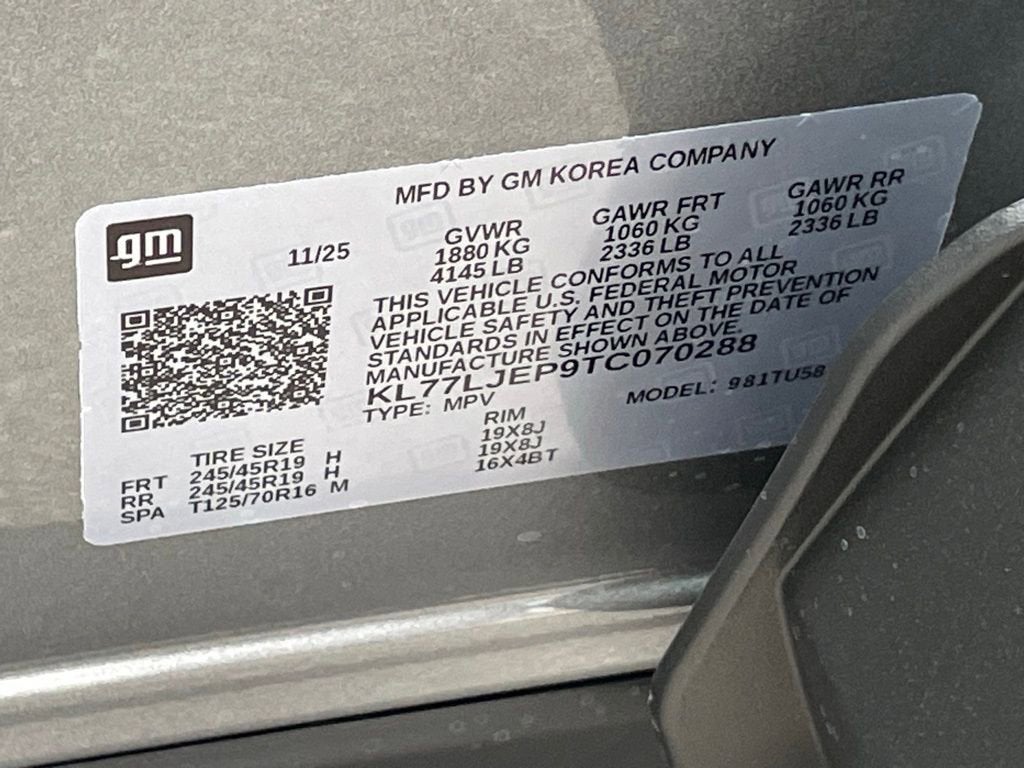 MFD BY GM KOREA COMPANY
gm
11/25
GVWR GAWR FRT GAWR RR
1880 KG 1060 KG 1060 KG
4145 LB 2336 LB 2336 LB
THIS VEHICLE CONFORMS TO ALL
APPLICABLE U.S. FEDERAL MOTOR
VEHICLE SAFETY AND THEFT PREVENTION
STANDARDS IN EFFECT ON THE DATE OF
MANUFACTURE SHOWN ABOVE.
KL77LJEP9TC070288
TYPE: MPV MODEL: 981TU58
TIRE SIZE RIM
FRT 245/45R19 H 19X8J
RR 245/45R19 H 19X8J
SPA T125/70R16 M 16X4BT